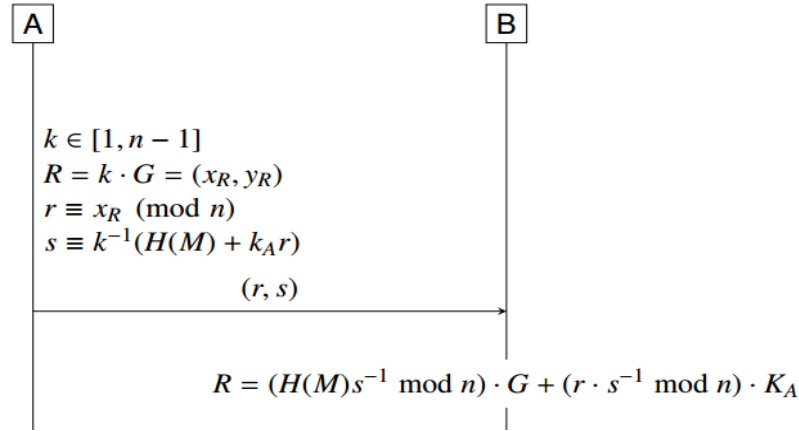 A
B
k ∈ [1, n − 1]
R = k · G = (x_R, y_R)
r ≡ x_R (mod n)
s ≡ k⁻¹(H(M) + k_A r)
(r, s)
R = (H(M)s⁻¹ mod n) · G + (r · s⁻¹ mod n) · K_A